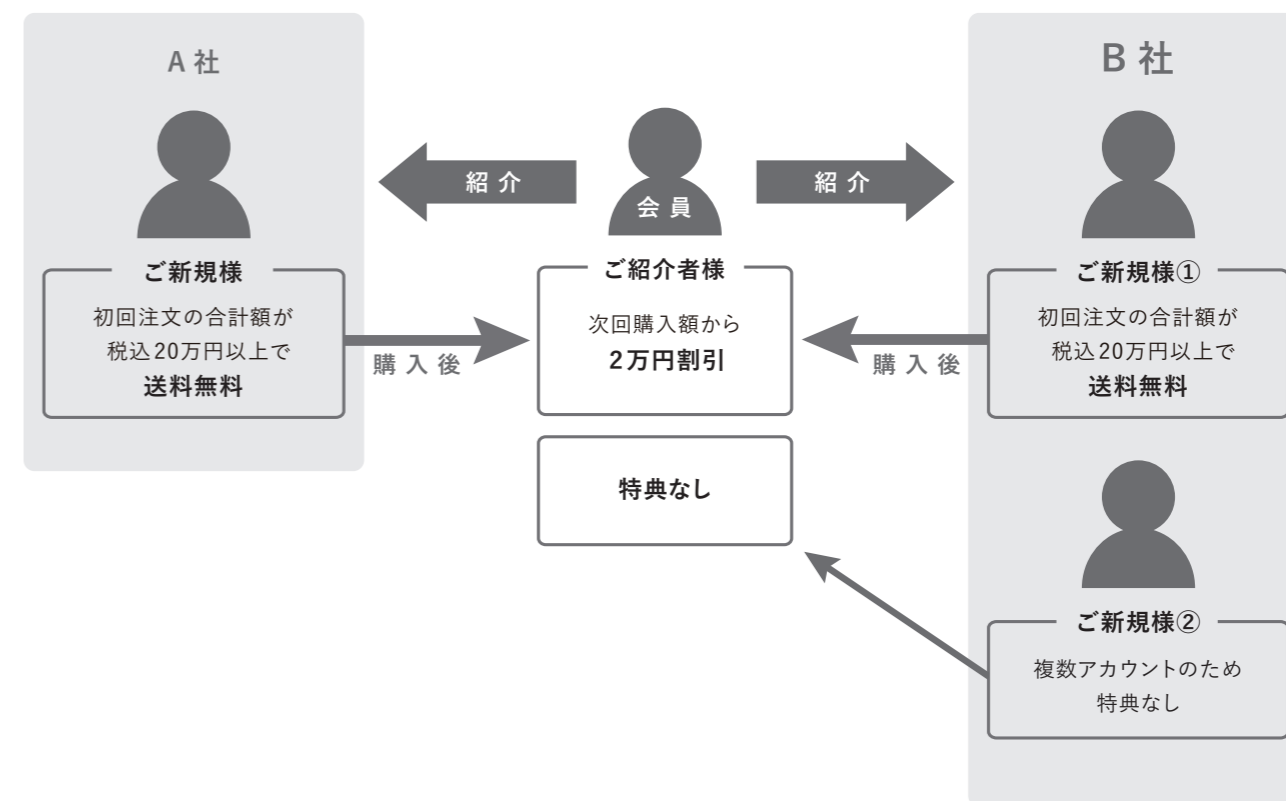 A社
ご新規様
初回注文の合計額が
税込20万円以上で
送料無料
紹介
購入後
会員
ご紹介者様
次回購入額から
2万円割引
特典なし
紹介
購入後
B社
ご新規様①
初回注文の合計額が
税込20万円以上で
送料無料
ご新規様②
複数アカウントのため
特典なし